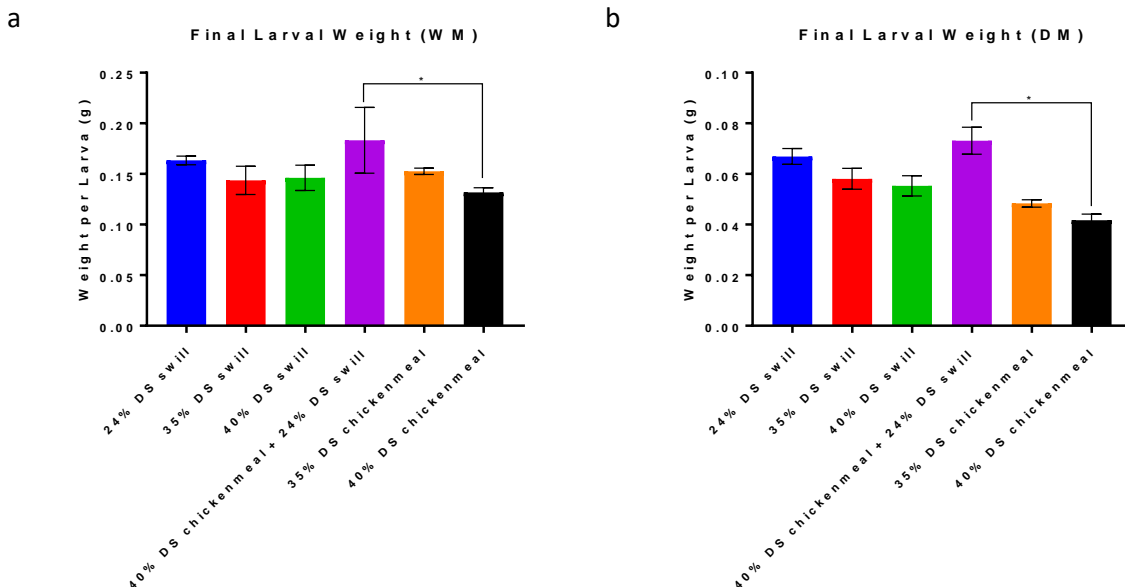 a
Final Larval Weight (WM)
Weight per Larva (g)
0.25
0.20
0.15
0.10
0.05
0.00
*
24% DS swill
35% DS swill
40% DS swill
40% DS chickenmeal + 24% DS swill
35% DS chickenmeal
40% DS chickenmeal
b
Final Larval Weight (DM)
Weight per Larva (g)
0.10
0.08
0.06
0.04
0.02
0.00
*
24% DS swill
35% DS swill
40% DS swill
40% DS chickenmeal + 24% DS swill
35% DS chickenmeal
40% DS chickenmeal